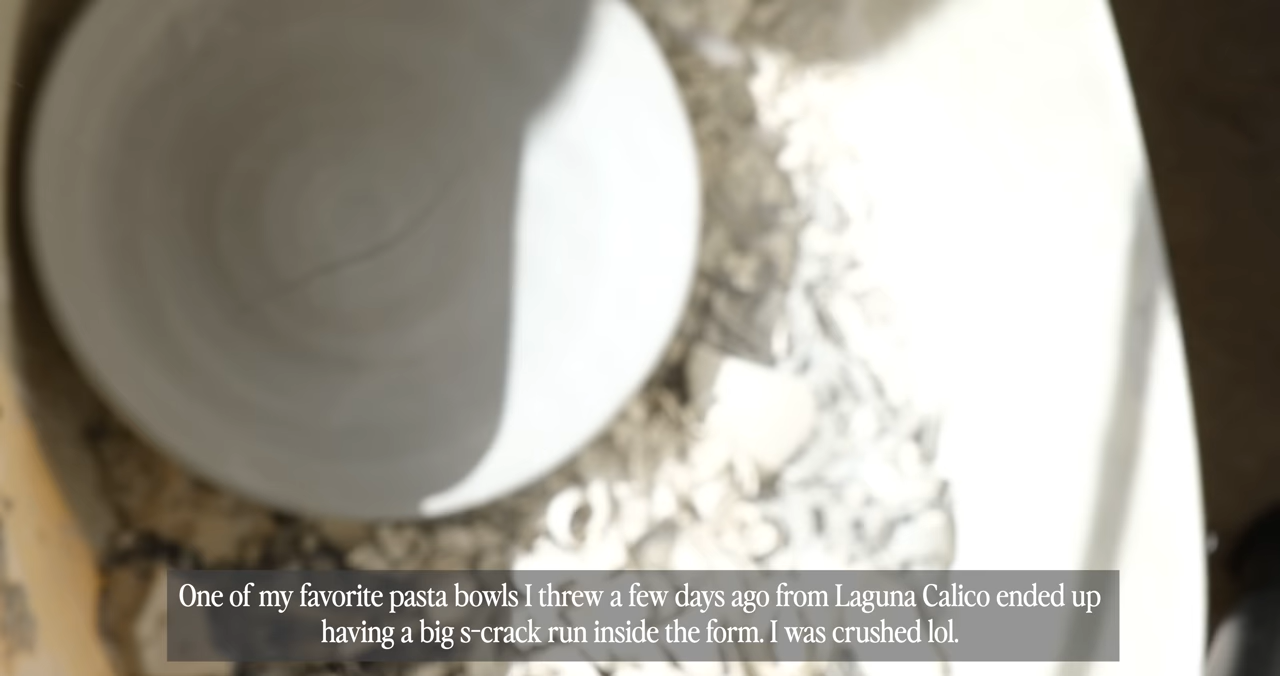 One of my favorite pasta bowls I threw a few days ago from Laguna Calico ended up
having a big s-crack run inside the form. I was crushed lol.